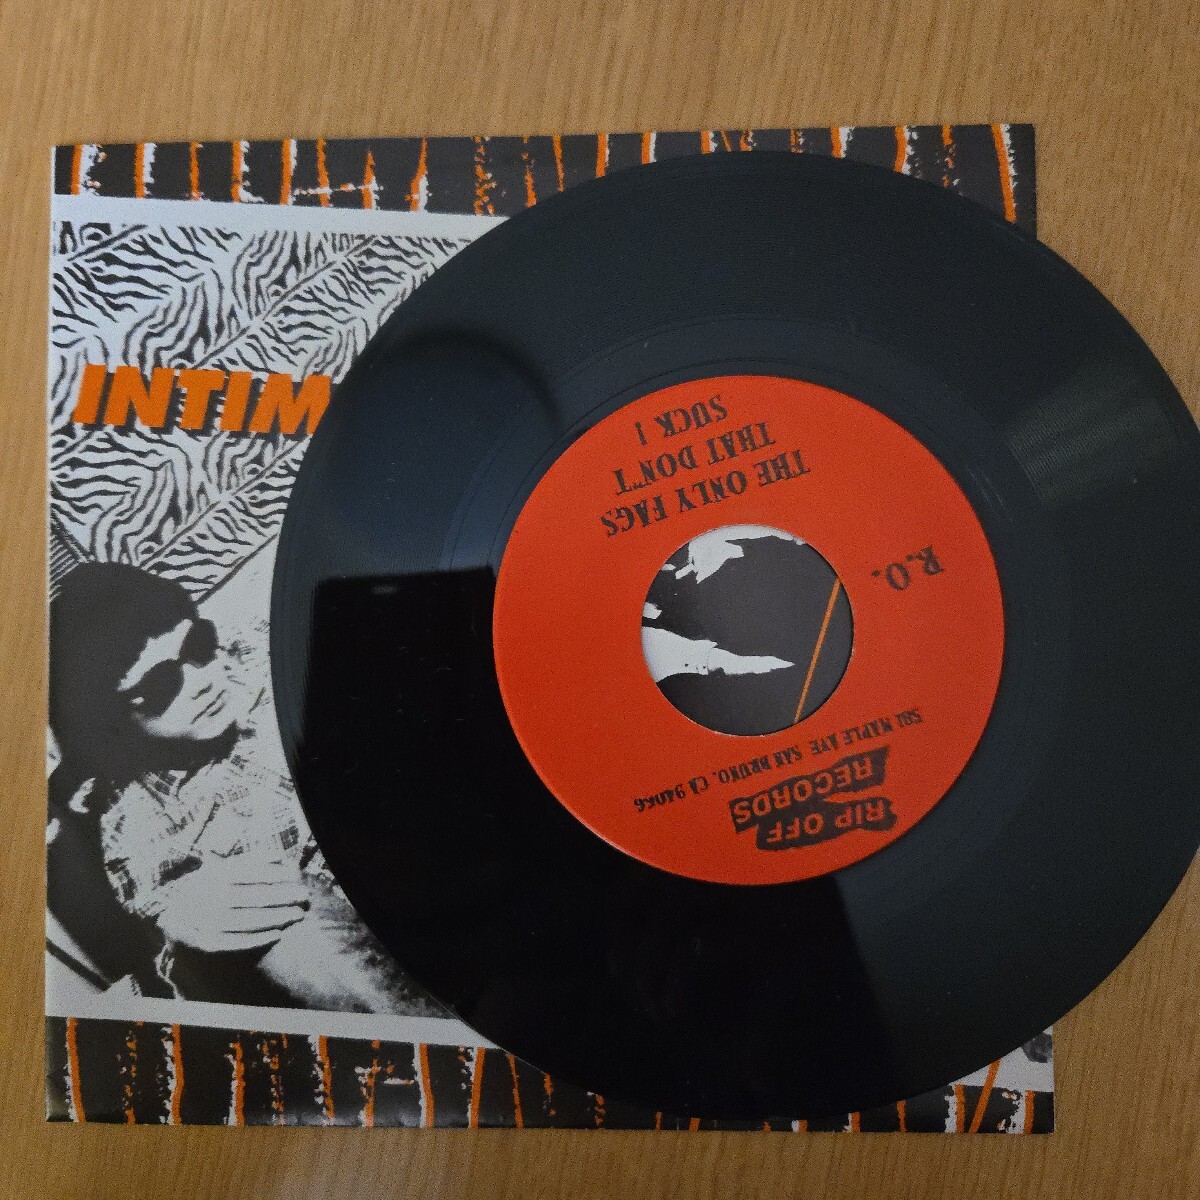 INTIM
THE ONLY FAGS
THAT DON'T
SUCK !
R.O.
RIP OFF
RECORDS
581 MAPLE AVE SAN BRUNO, CA 94066